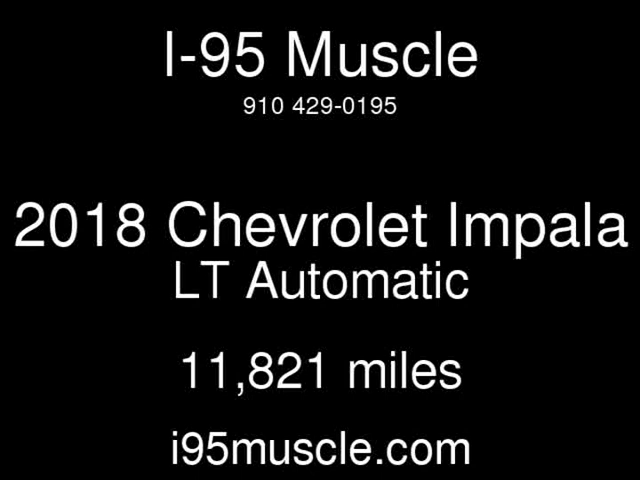 I-95 Muscle
910 429-0195
2018 Chevrolet Impala
LT Automatic
11,821 miles
i95muscle.com